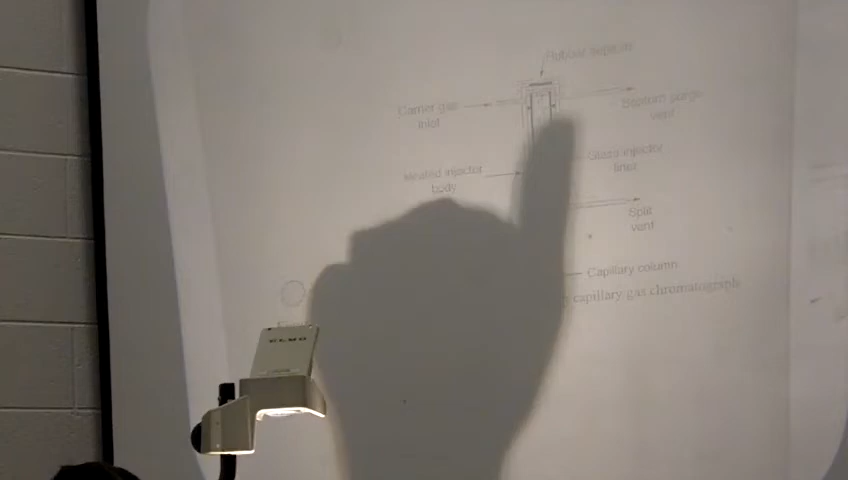 Rubber septum
Carrier gas
inlet
Septum purge
vent
Glass injector
liner
Heated injector
body
Split
vent
Capillary column
capillary gas chromatograph
ELMO